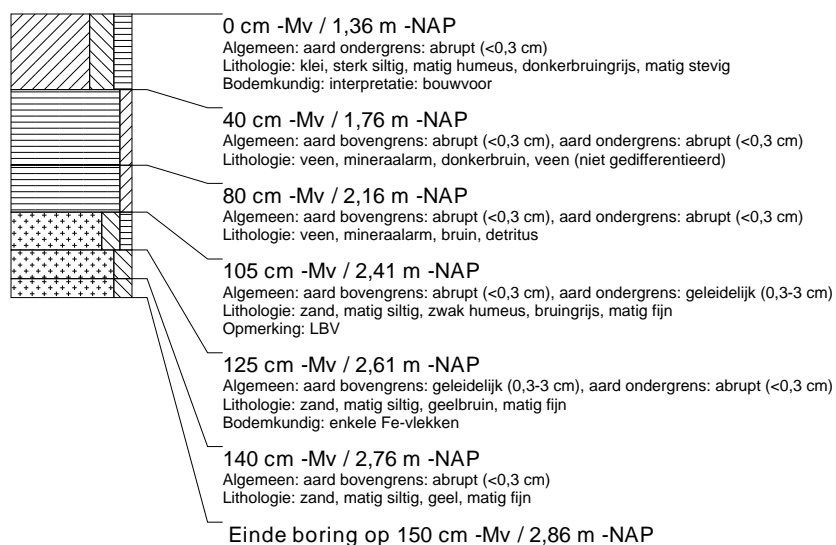 0 cm -Mv / 1,36 m -NAP
Algemeen: aard ondergrens: abrupt (<0,3 cm)
Lithologie: klei, sterk siltig, matig humeus, donkerbruingrijs, matig stevig
Bodemkundig: interpretatie: bouwvoor
40 cm -Mv / 1,76 m -NAP
Algemeen: aard bovengrens: abrupt (<0,3 cm), aard ondergrens: abrupt (<0,3 cm)
Lithologie: veen, mineraalarm, donkerbruin, veen (niet gedifferentieerd)
80 cm -Mv / 2,16 m -NAP
Algemeen: aard bovengrens: abrupt (<0,3 cm), aard ondergrens: abrupt (<0,3 cm)
Lithologie: veen, mineraalarm, bruin, detritus
105 cm -Mv / 2,41 m -NAP
Algemeen: aard bovengrens: abrupt (<0,3 cm), aard ondergrens: geleidelijk (0,3-3 cm)
Lithologie: zand, matig siltig, zwak humeus, bruingrijs, matig fijn
Opmerking: LBV
125 cm -Mv / 2,61 m -NAP
Algemeen: aard bovengrens: geleidelijk (0,3-3 cm), aard ondergrens: abrupt (<0,3 cm)
Lithologie: zand, matig siltig, geelbruin, matig fijn
Bodemkundig: enkele Fe-vlekken
140 cm -Mv / 2,76 m -NAP
Algemeen: aard bovengrens: abrupt (<0,3 cm)
Lithologie: zand, matig siltig, geel, matig fijn
Einde boring op 150 cm -Mv / 2,86 m -NAP